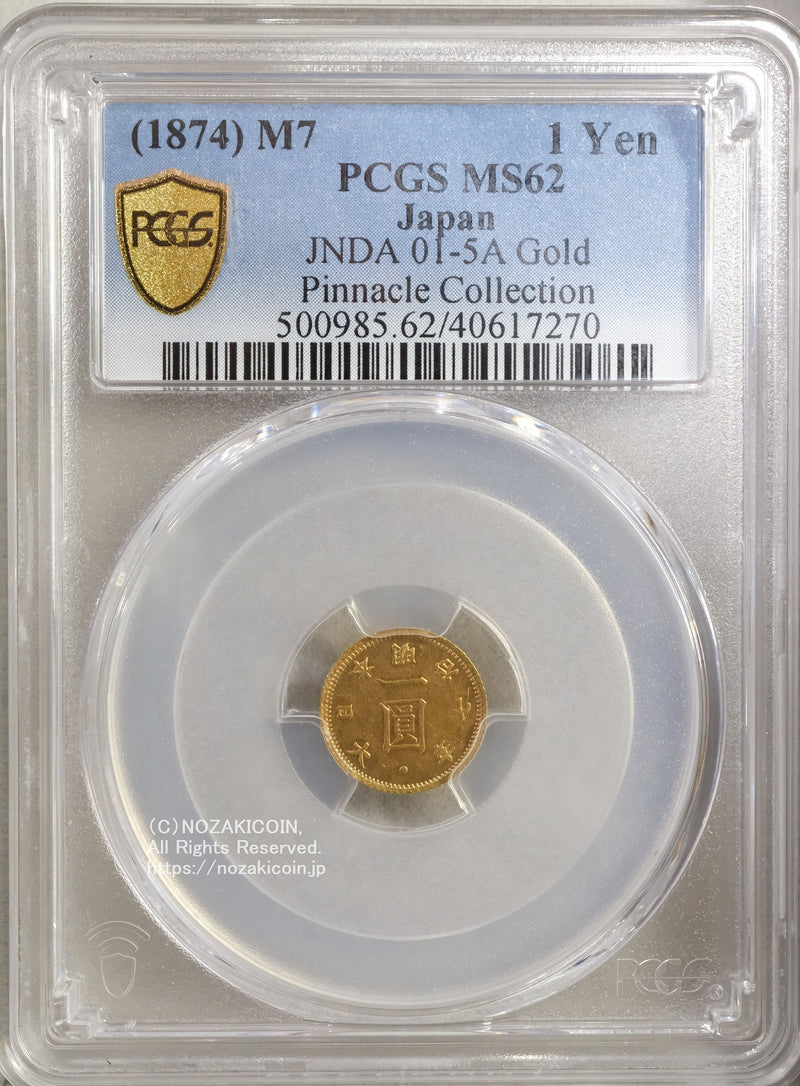 (1874) M7 1 Yen
PCGS MS62
Japan
JNDA 01-5A Gold
Pinnacle Collection
500985.62/40617270
PCGS
大日本明治七年
一圓
(C)NOZAKICOIN,
All Rights Reserved.
https://nozakicoin.jp
PCGS